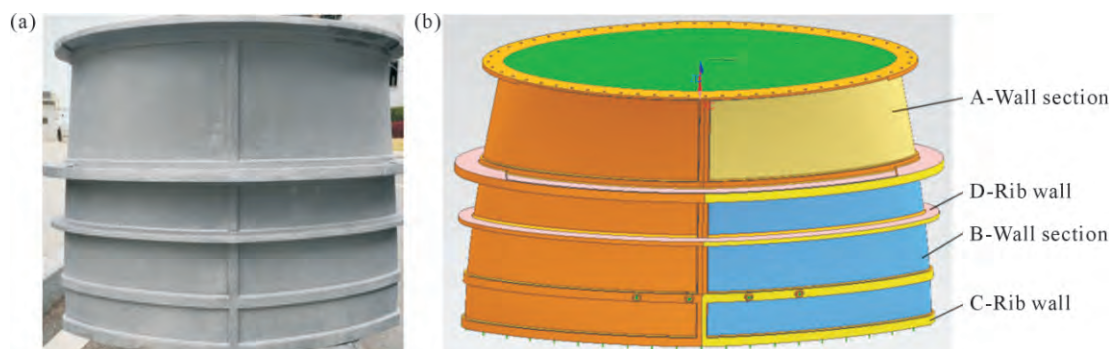 (a)
(b)
A-Wall section
D-Rib wall
B-Wall section
C-Rib wall